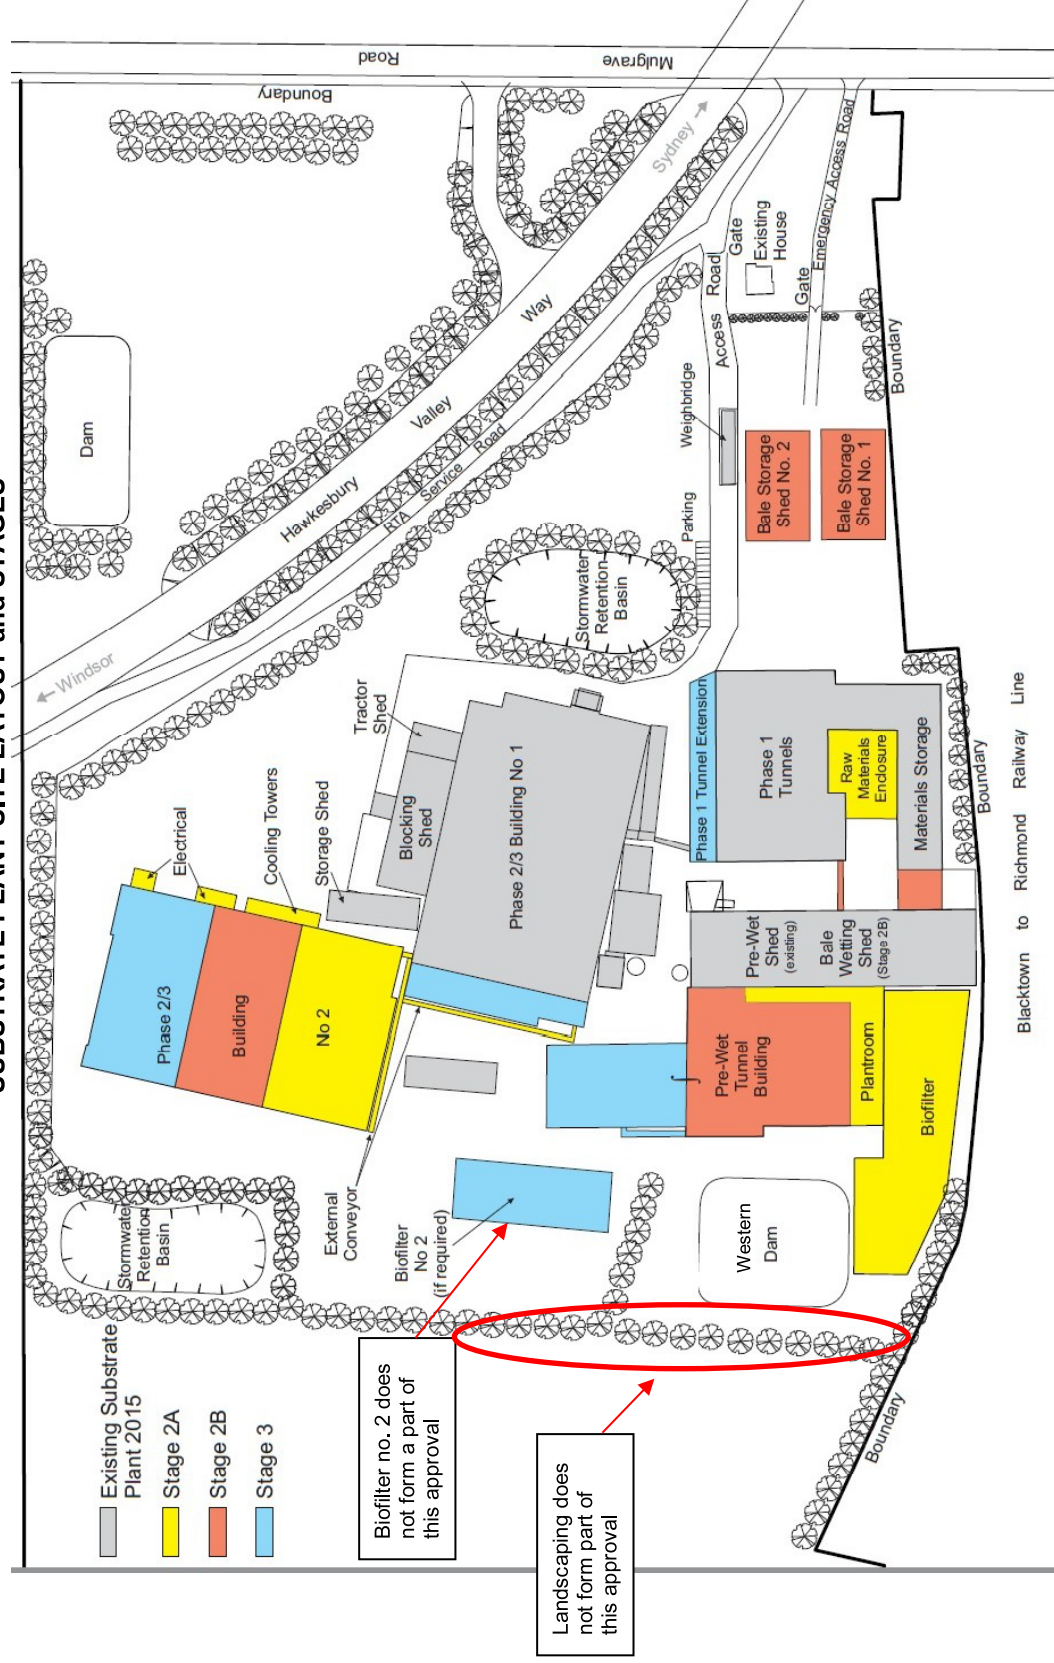 SUBSTRATE PLANT SITE LAYOUT and STAGES
Existing Substrate
Plant 2015
Stage 2A
Stage 2B
Stage 3
Biofilter no. 2 does
not form a part of
this approval
Landscaping does
not form part of
this approval
Stormwater
Retention
Basin
External
Conveyor
Biofilter
No 2
(if required)
Western
Dam
Boundary
Phase 2/3
Building
No 2
Electrical
Cooling Towers
Storage Shed
Tractor
Shed
Blocking
Shed
Phase 2/3 Building No 1
Pre-Wet
Tunnel
Building
Plantroom
Biofilter
Pre-Wet
Shed
(existing)
Bale
Wetting
Shed
(Stage 2B)
Phase 1 Tunnel Extension
Phase 1
Tunnels
Raw
Materials
Enclosure
Materials Storage
Boundary
Blacktown to Richmond Railway Line
Windsor
Hawkesbury
Valley
Way
Sydney
RTA
Service
Road
Dam
Stormwater
Retention
Basin
Parking
Weighbridge
Access
Road
Bale Storage
Shed No. 2
Bale Storage
Shed No. 1
Boundary
Gate
Existing
House
Gate
Emergency Access Road
Boundary
Road
Mulgrave